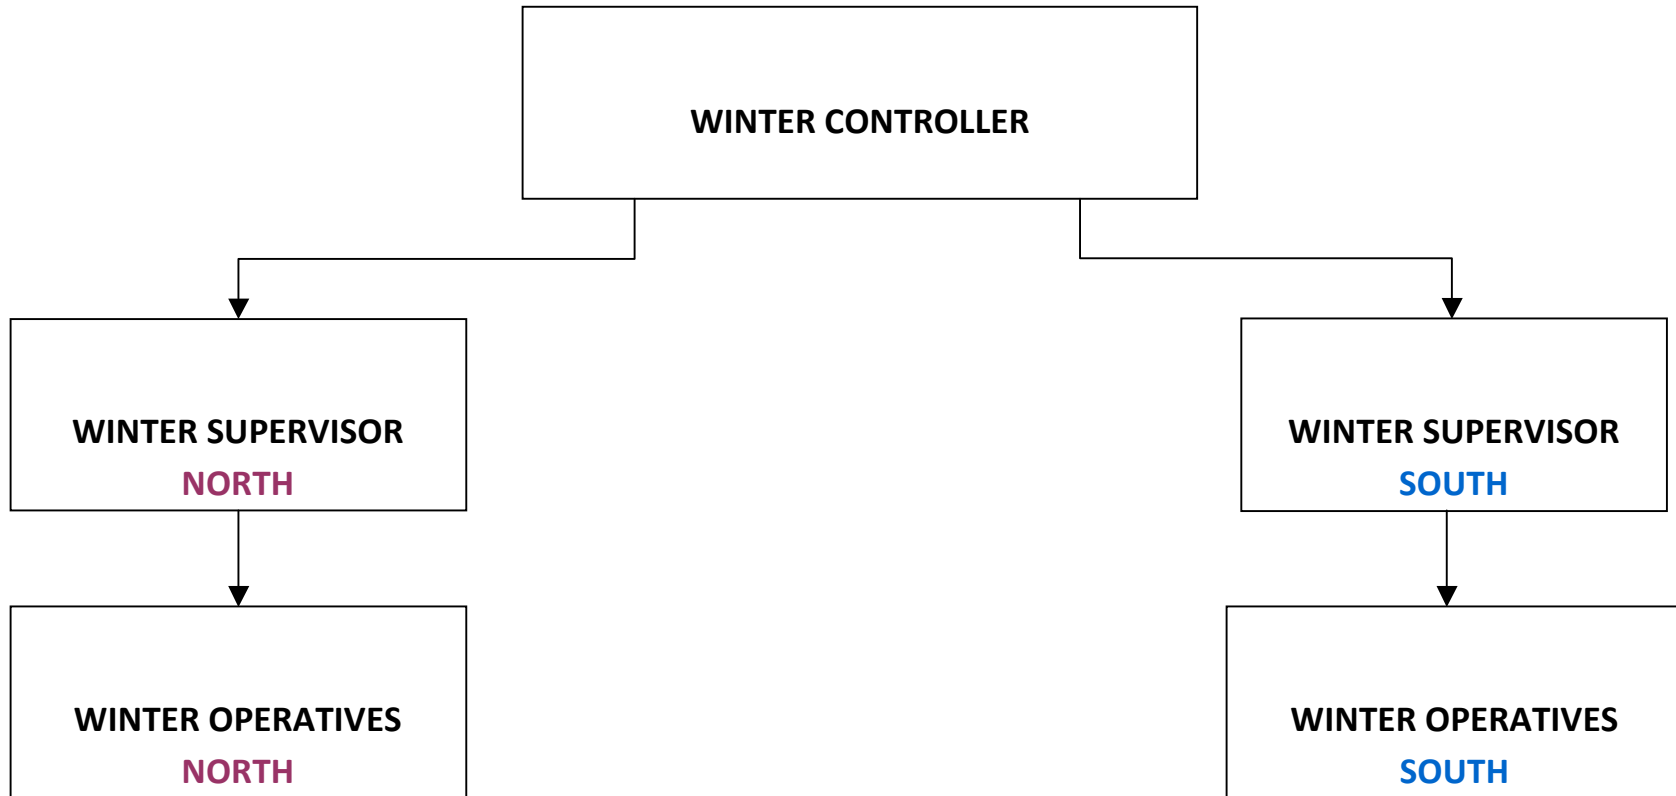 WINTER CONTROLLER
WINTER SUPERVISOR
NORTH
WINTER SUPERVISOR
SOUTH
WINTER OPERATIVES
NORTH
WINTER OPERATIVES
SOUTH